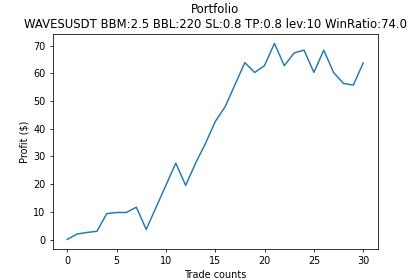 Portfolio
WAVESUSDT BBM:2.5 BBL:220 SL:0.8 TP:0.8 lev:10 WinRatio:74.0
Profit ($)
70
60
50
40
30
20
10
0
0 5 10 15 20 25 30
Trade counts